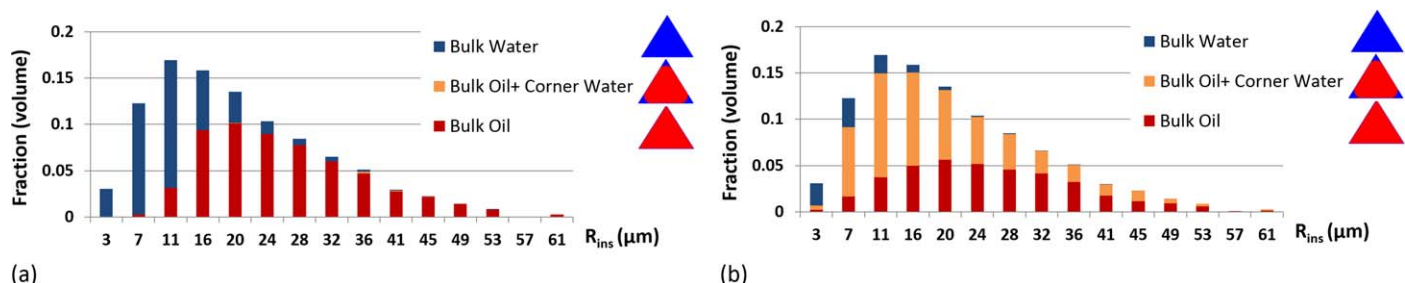 Fraction (volume)
0.2
0.15
0.1
0.05
0
Bulk Water
Bulk Oil+ Corner Water
Bulk Oil
3 7 11 16 20 24 28 32 36 41 45 49 53 57 61 Rins (µm)
(a)
Fraction (volume)
0.2
0.15
0.1
0.05
0
Bulk Water
Bulk Oil+ Corner Water
Bulk Oil
3 7 11 16 20 24 28 32 36 41 45 49 53 57 61 Rins (µm)
(b)